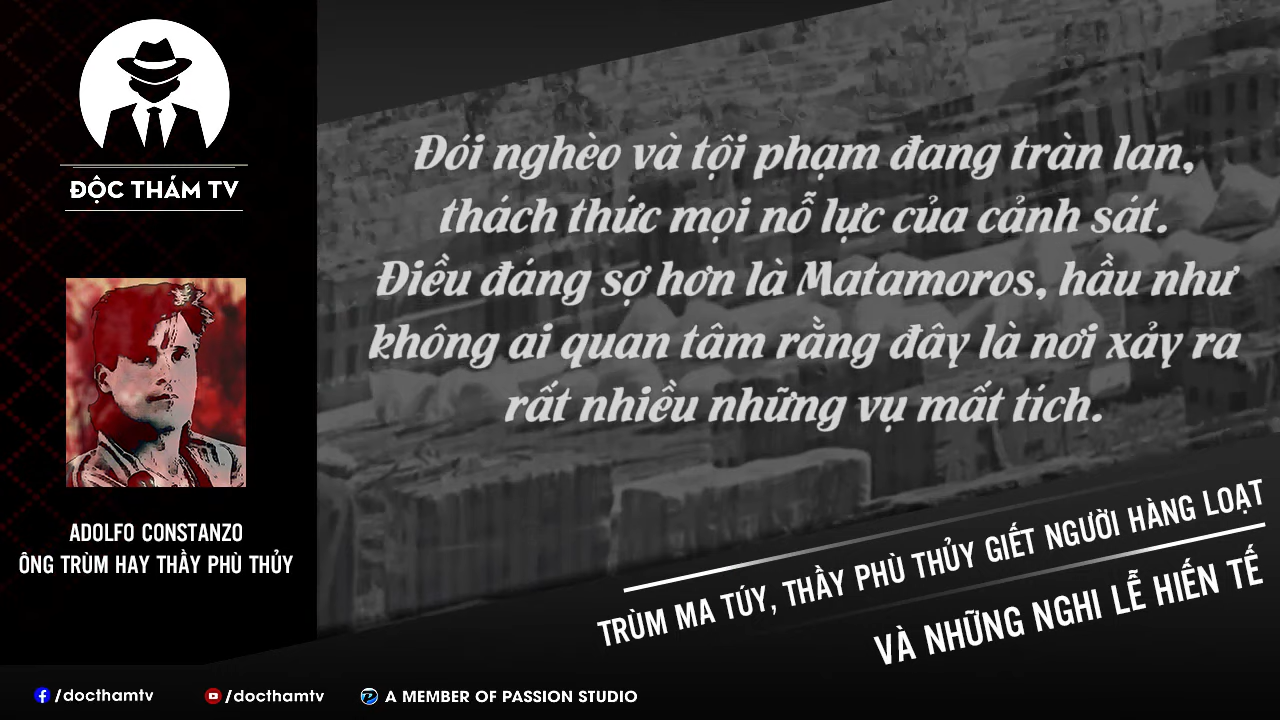 ĐỘC THÁM TV
ADOLFO CONSTANZO
ÔNG TRÙM HAY THẦY PHÙ THỦY
Đói nghèo và tội phạm đang tràn lan,
thách thức mọi nỗ lực của cảnh sát.
Điều đáng sợ hơn là Matamoros, hầu như
không ai quan tâm rằng đây là nơi xảy ra
rất nhiều những vụ mất tích.
TRÙM MA TÚY, THẦY PHÙ THỦY GIẾT NGƯỜI HÀNG LOẠT
VÀ NHỮNG NGHI LỄ HIẾN TẾ
/docthamtv
/docthamtv
A MEMBER OF PASSION STUDIO